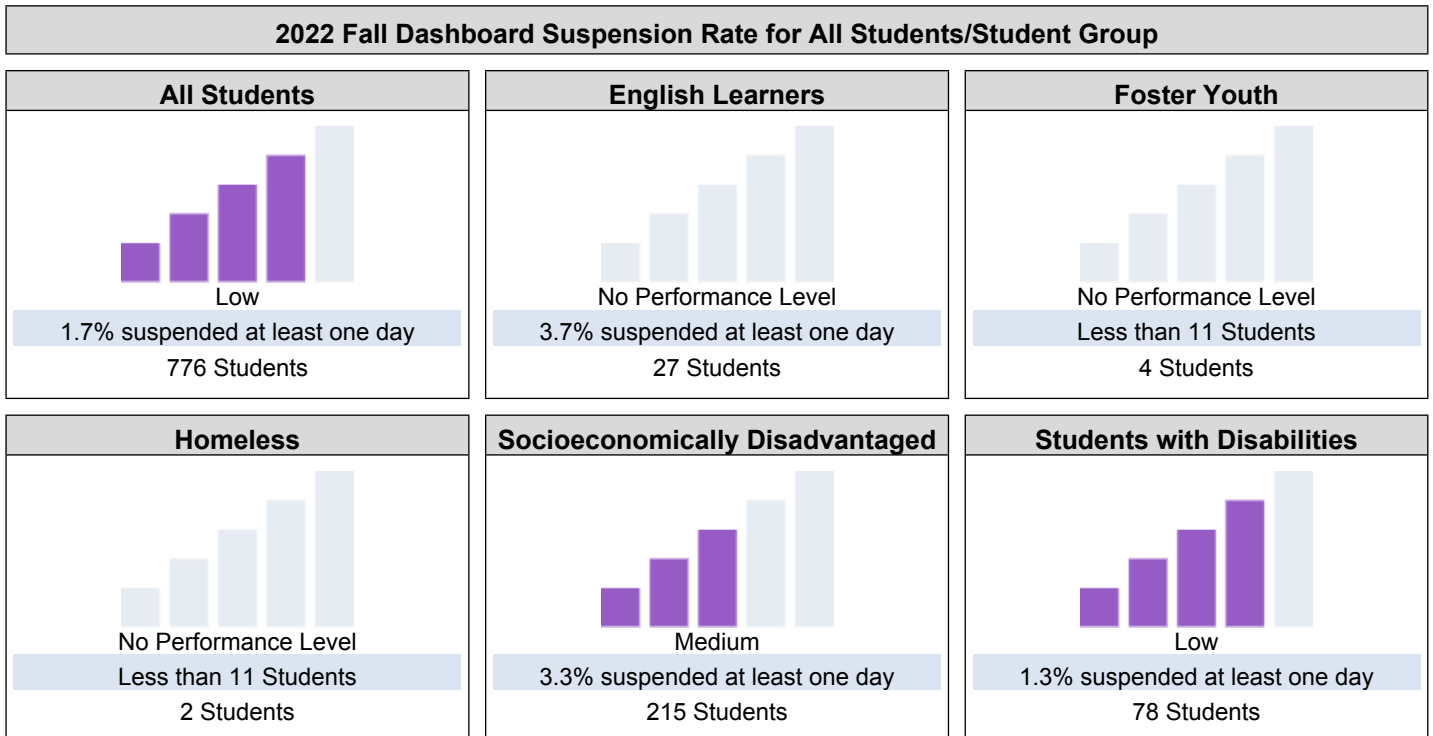 2022 Fall Dashboard Suspension Rate for All Students/Student Group
All Students
Low
1.7% suspended at least one day
776 Students
English Learners
No Performance Level
3.7% suspended at least one day
27 Students
Foster Youth
No Performance Level
Less than 11 Students
4 Students
Homeless
No Performance Level
Less than 11 Students
2 Students
Socioeconomically Disadvantaged
Medium
3.3% suspended at least one day
215 Students
Students with Disabilities
Low
1.3% suspended at least one day
78 Students